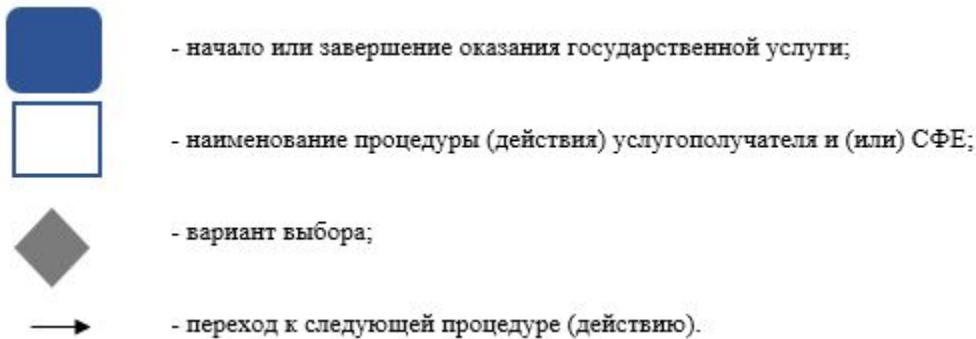 - начало или завершение оказания государственной услуги;
- наименование процедуры (действия) услугополучателя и (или) СФЕ;
- вариант выбора;
- переход к следующей процедуре (действию).